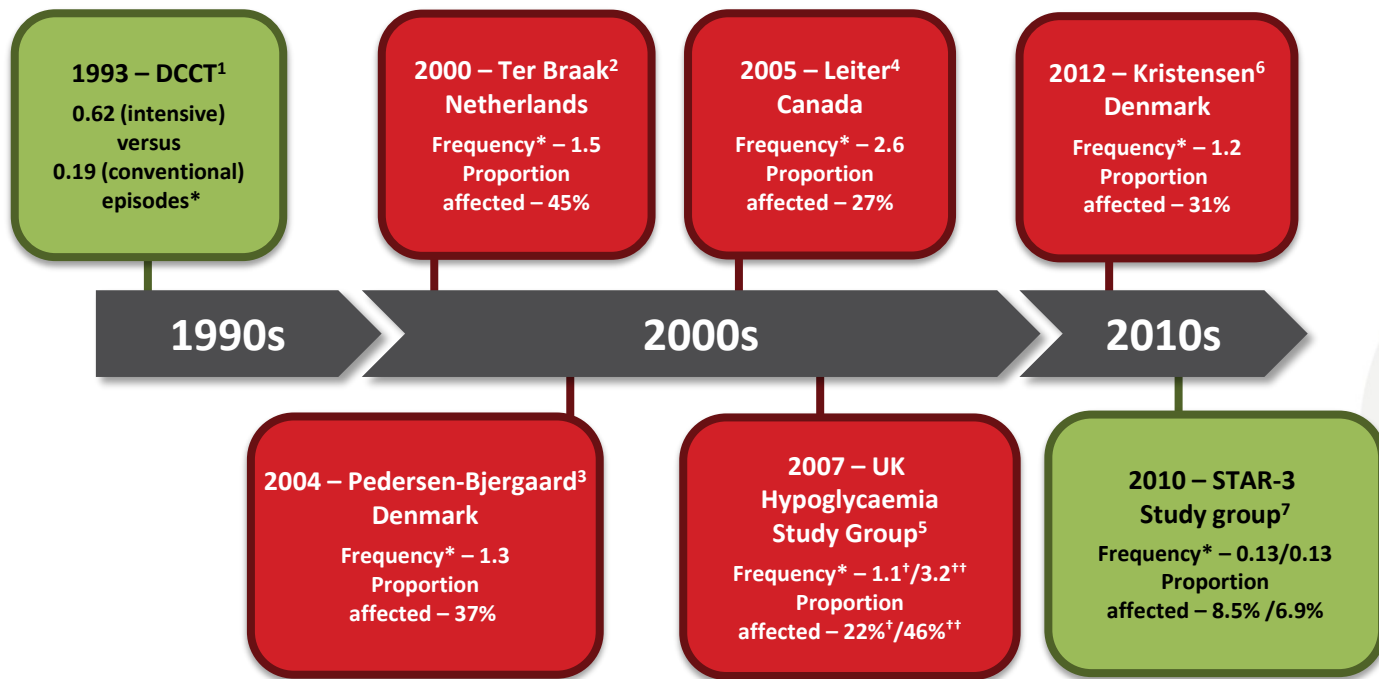 1993 – DCCT¹
0.62 (intensive)
versus
0.19 (conventional)
episodes*
2000 – Ter Braak²
Netherlands
Frequency* – 1.5
Proportion
affected – 45%
2005 – Leiter⁴
Canada
Frequency* – 2.6
Proportion
affected – 27%
2012 – Kristensen⁶
Denmark
Frequency* – 1.2
Proportion
affected – 31%
1990s
2000s
2010s
2004 – Pedersen-Bjergaard³
Denmark
Frequency* – 1.3
Proportion
affected – 37%
2007 – UK
Hypoglycaemia
Study Group⁵
Frequency* – 1.1†/3.2††
Proportion
affected – 22%†/46%††
2010 – STAR-3
Study group⁷
Frequency* – 0.13/0.13
Proportion
affected – 8.5% /6.9%